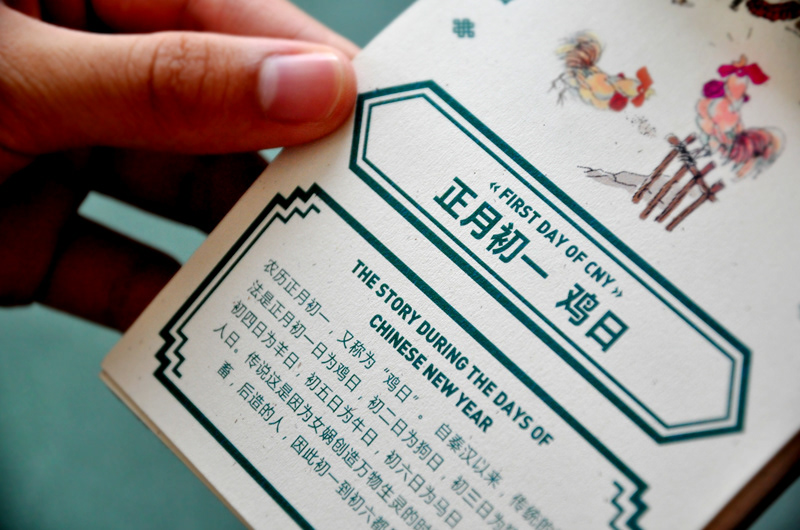 «FIRST DAY OF CNY»
正月初一 鸡日
THE STORY DURING THE DAYS OF
CHINESE NEW YEAR
农历正月初一,又称为“鸡日”。自秦汉以来,传统的
法是正月初一日为鸡日,初二日为狗日,初三日为
初四日为羊日,初五日为牛日,初六日为马日
人日。传说这是因为女娲创造万物生灵的时
畜,后造的人,因此初一到初六都